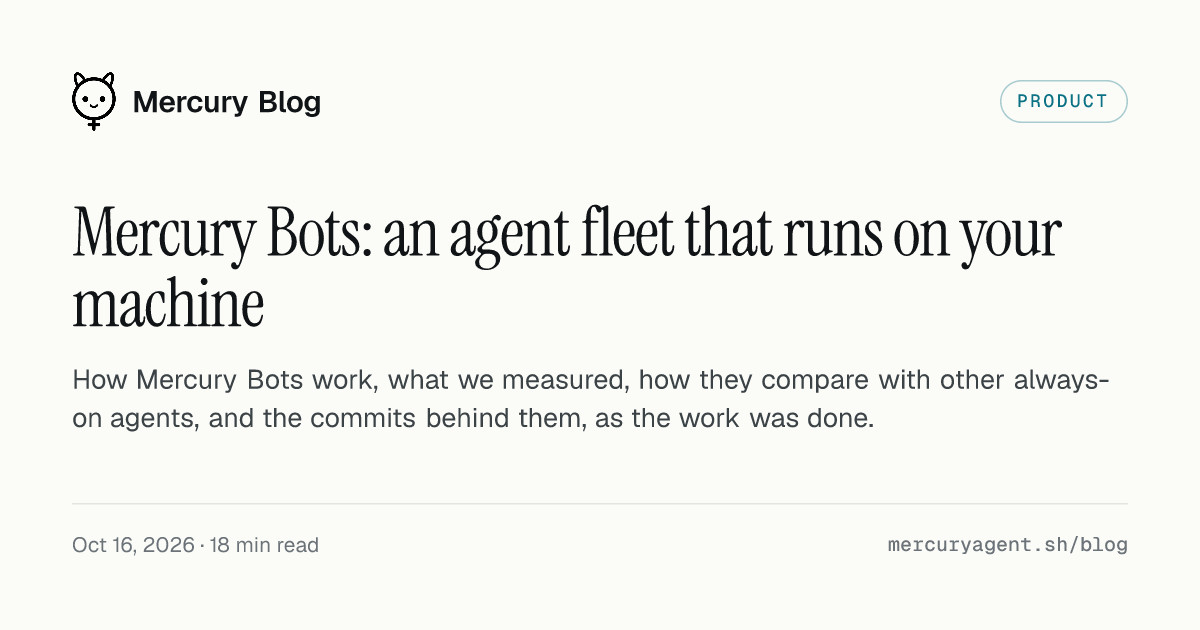 Mercury Blog
PRODUCT
Mercury Bots: an agent fleet that runs on your
machine
How Mercury Bots work, what we measured, how they compare with other always-
on agents, and the commits behind them, as the work was done.
Oct 16, 2026 · 18 min read
mercuryagent.sh/blog